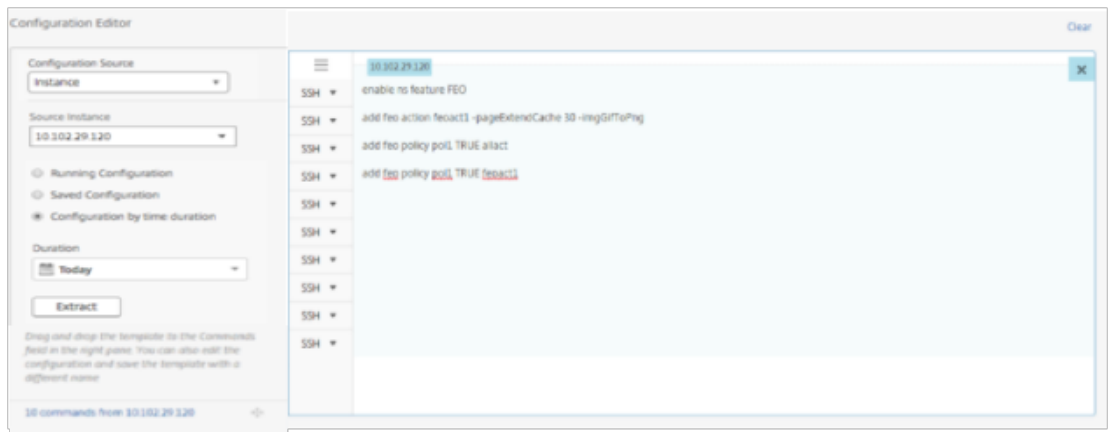 Configuration Editor
Clear
Configuration Source
Instance
Source Instance
10.102.29.120
Running Configuration
Saved Configuration
Configuration by time duration
Duration
Today
Extract
Drag and drop the template to the Commands
field in the right pane. You can also edit the
configuration and save the template with a
different name
10 commands from 10.102.29.120
10.102.29.120
SSH enable ns feature FEO
SSH add feo action feoact1 -pageExtendCache 30 -imgGifToPng
SSH add feo policy pol1 TRUE allact
SSH add feo policy pol1 TRUE feoact1
SSH
SSH
SSH
SSH
SSH
SSH